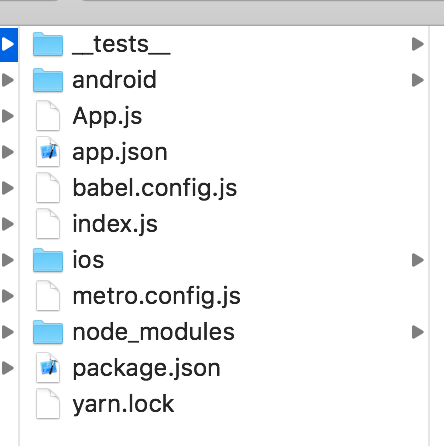 __tests__
android
App.js
app.json
babel.config.js
index.js
ios
metro.config.js
node_modules
package.json
yarn.lock